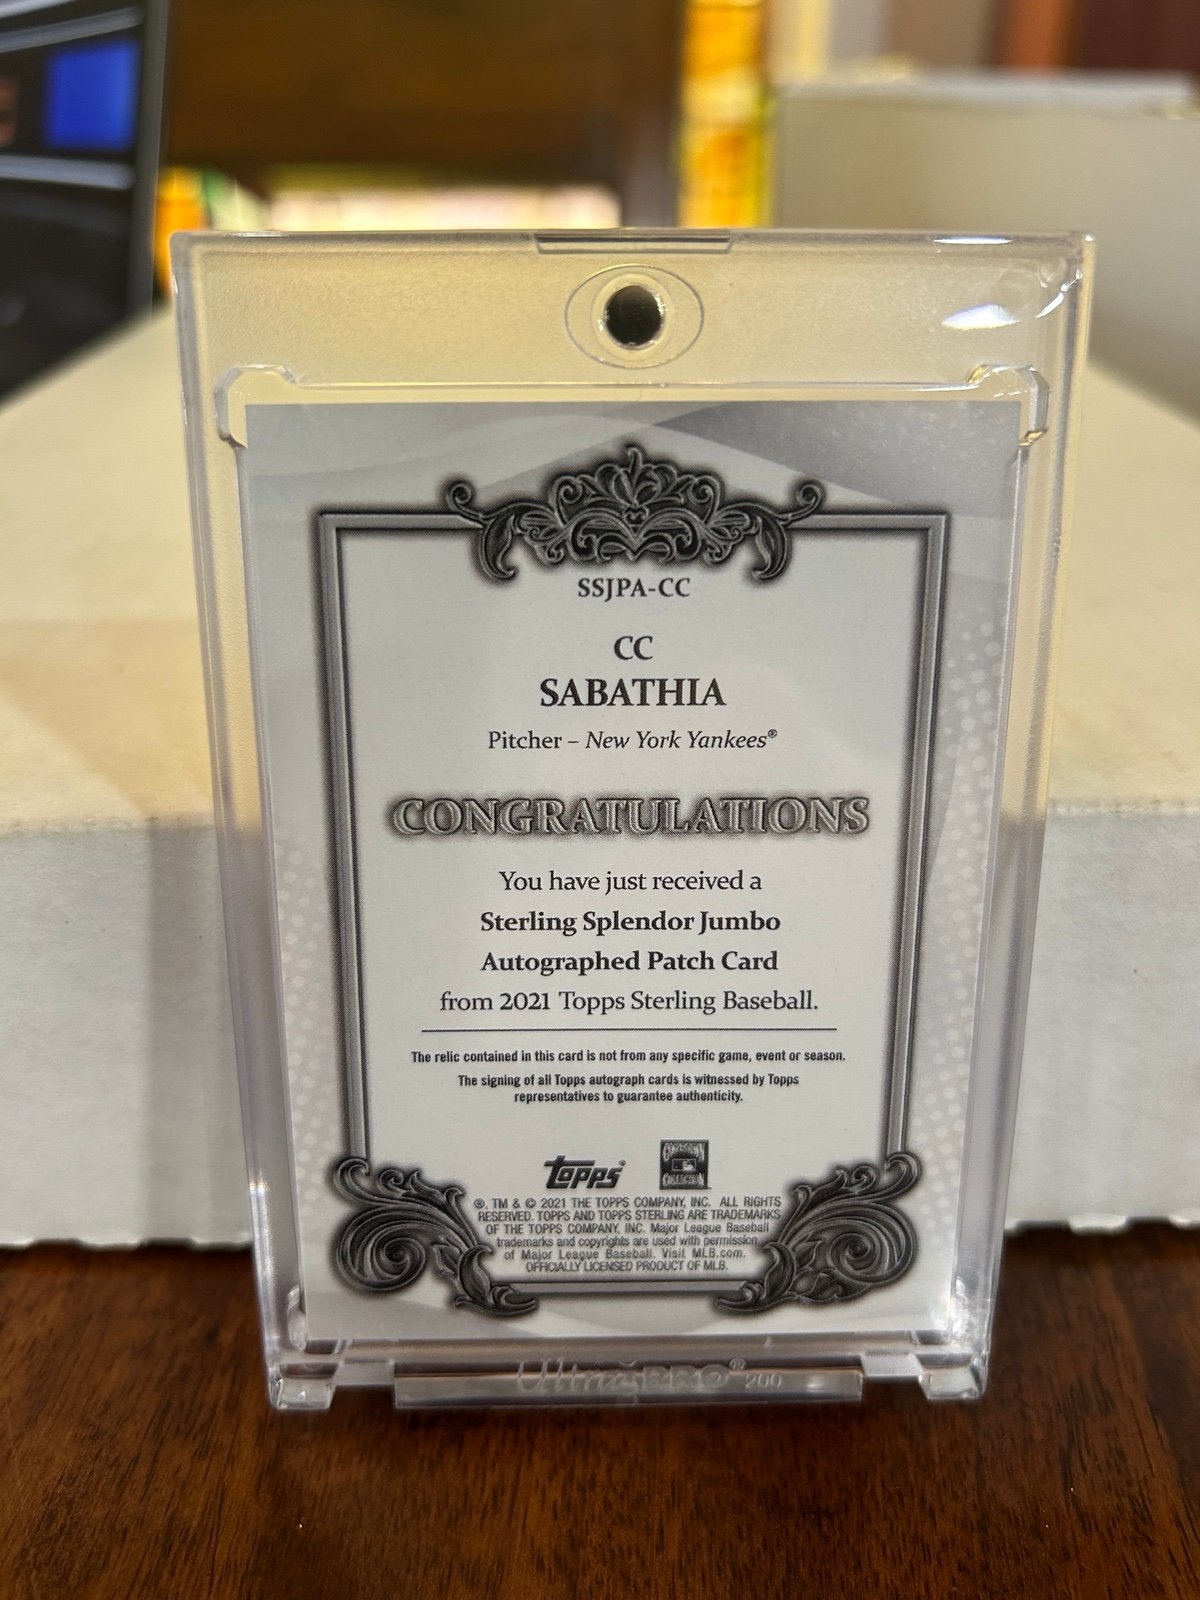 SSJPA-CC
CC
SABATHIA
Pitcher – New York Yankees®
CONGRATULATIONS
You have just received a
Sterling Splendor Jumbo
Autographed Patch Card
from 2021 Topps Sterling Baseball.
The relic contained in this card is not from any specific game, event or season.
The signing of all Topps autograph cards is witnessed by Topps
representatives to guarantee authenticity.
topps®
COOPERSTOWN
COLLECTION
®, TM & © 2021 THE TOPPS COMPANY, INC. ALL RIGHTS
RESERVED. TOPPS AND TOPPS STERLING ARE TRADEMARKS
OF THE TOPPS COMPANY, INC. Major League Baseball
trademarks and copyrights are used with permission
of Major League Baseball. Visit MLB.com.
OFFICIALLY LICENSED PRODUCT OF MLB.
Ultra PRO® 200